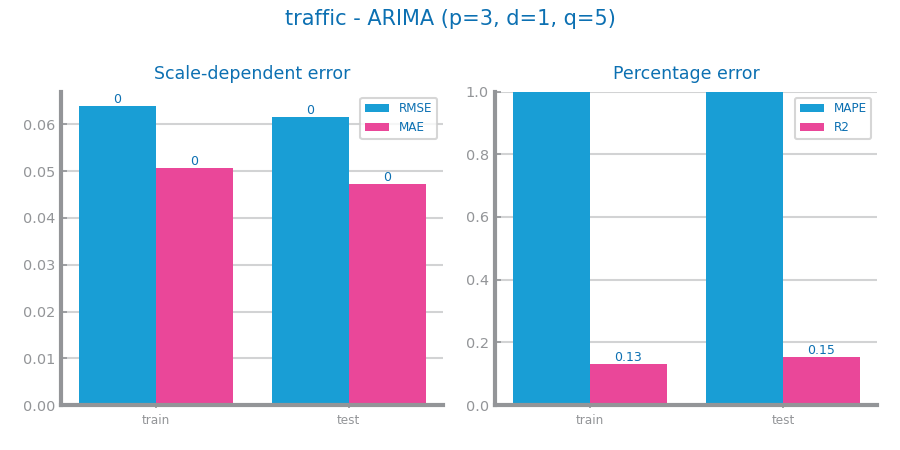 traffic - ARIMA (p=3, d=1, q=5)
Scale-dependent error
0.06
0.05
0.04
0.03
0.02
0.01
0.00
0
0
0
0
RMSE
MAE
train
test
Percentage error
1.0
0.8
0.6
0.4
0.2
0.0
0.13
0.15
MAPE
R2
train
test